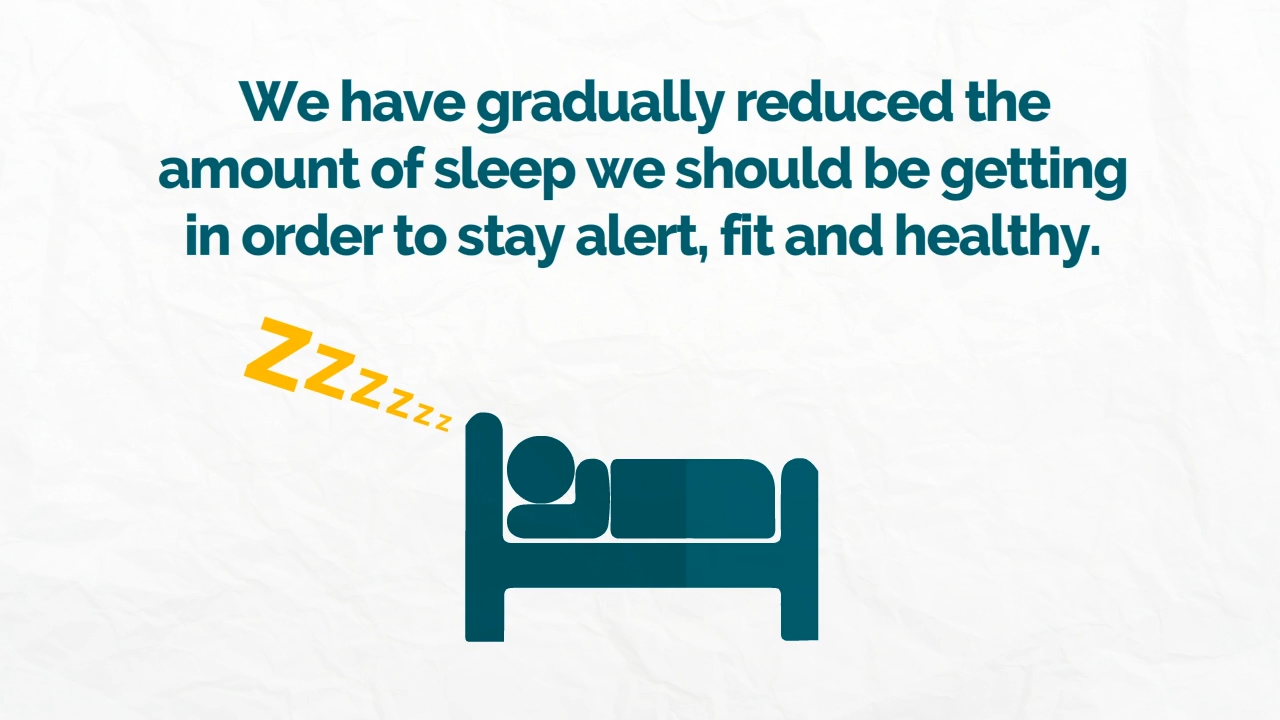 We have gradually reduced the
amount of sleep we should be getting
in order to stay alert, fit and healthy.
Zzzzzz